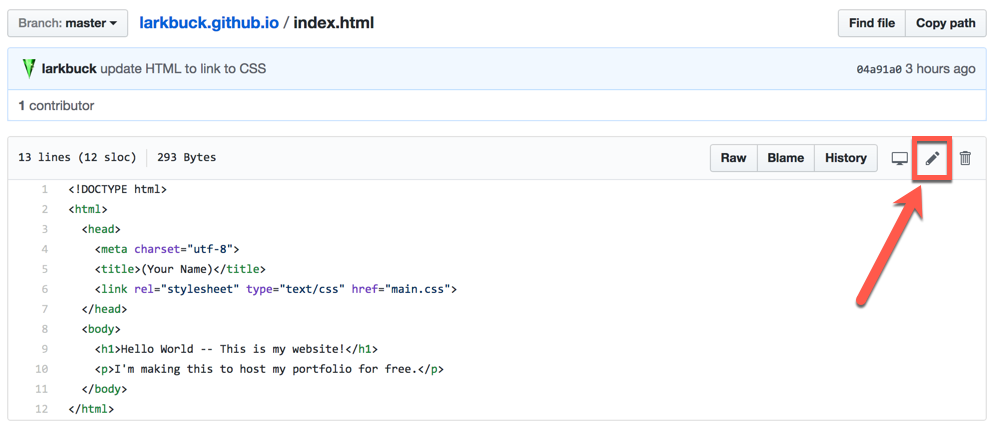 Branch: master larkbuck.github.io / index.html Find file Copy path
larkbuck update HTML to link to CSS 04a91a0 3 hours ago
1 contributor
13 lines (12 sloc) 293 Bytes Raw Blame History
1 <!DOCTYPE html>
2 <html>
3 <head>
4 <meta charset="utf-8">
5 <title>(Your Name)</title>
6 <link rel="stylesheet" type="text/css" href="main.css">
7 </head>
8 <body>
9 <h1>Hello World -- This is my website!</h1>
10 <p>I'm making this to host my portfolio for free.</p>
11 </body>
12 </html>